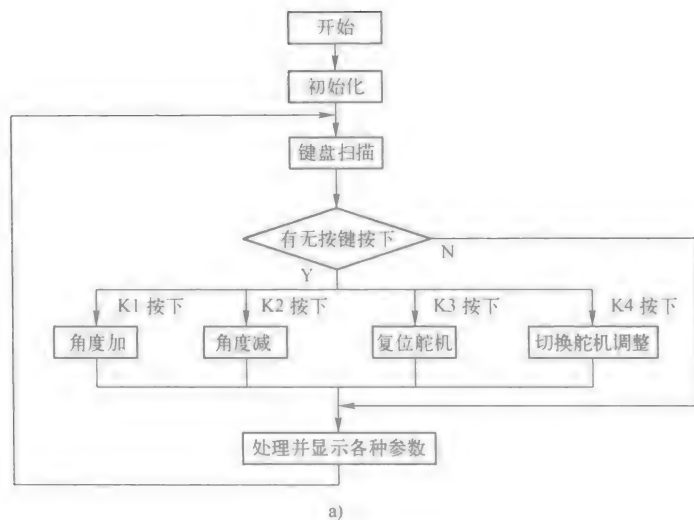 开始
初始化
键盘扫描
有无按键按下
N
Y
K1 按下
K2 按下
K3 按下
K4 按下
角度加
角度减
复位舵机
切换舵机调整
处理并显示各种参数
a)